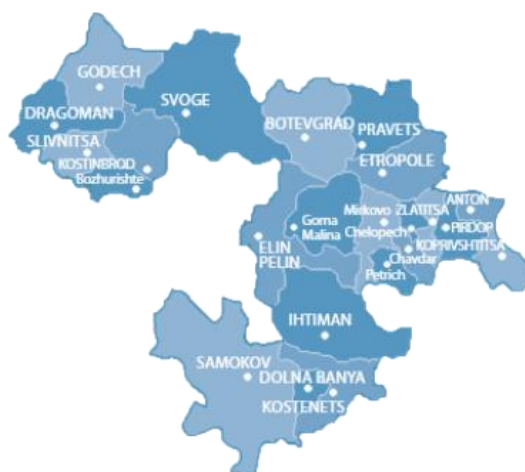 GODECH
SVOGE
DRAGOMAN
SLIVNITSA
KOSTINBROD
Bozhurishte
BOTEVGRAD
PRAVETS
ETROPOLE
ANTON
Mirkovo
ZLATITSA
Gorna
Malina
Chelopech
PIRDOP
ELIN
PELIN
KOPRIVSHTITSA
Chavdar
Petrich
IHTIMAN
SAMOKOV
DOLNA BANYA
KOSTENETS